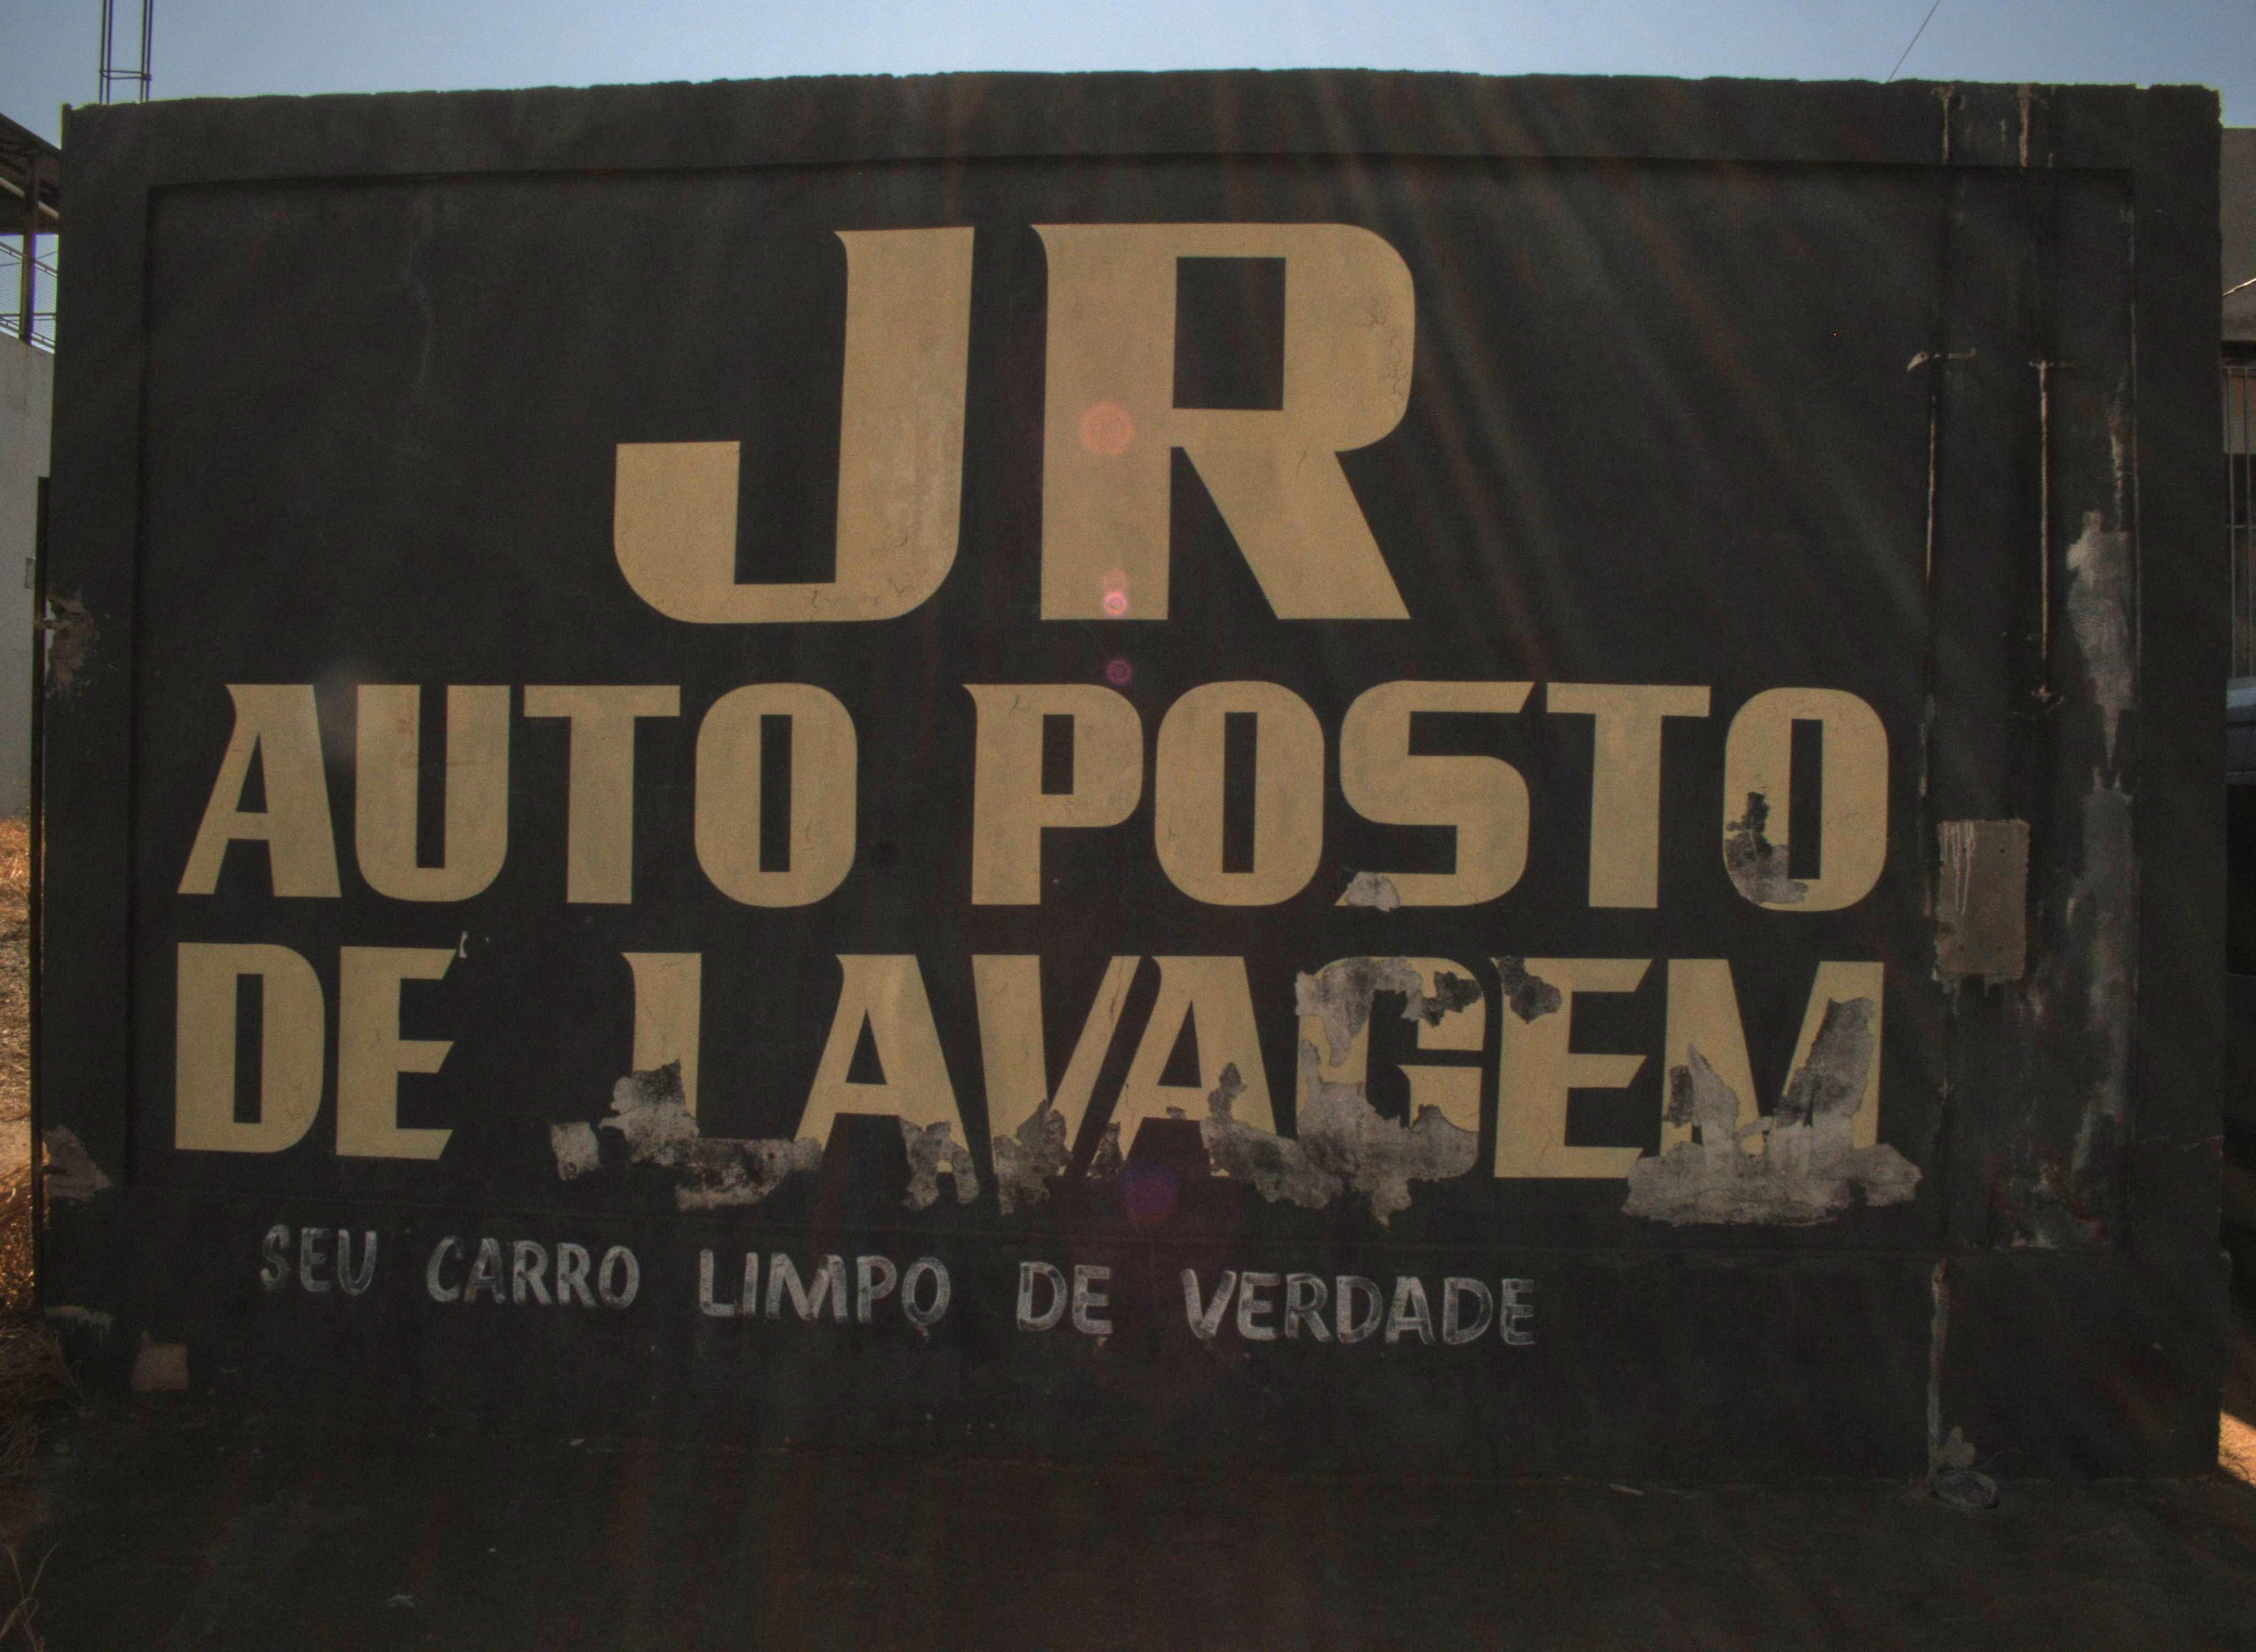 JR
AUTO POSTO
DE LAVAGEM
SEU CARRO LIMPO DE VERDADE